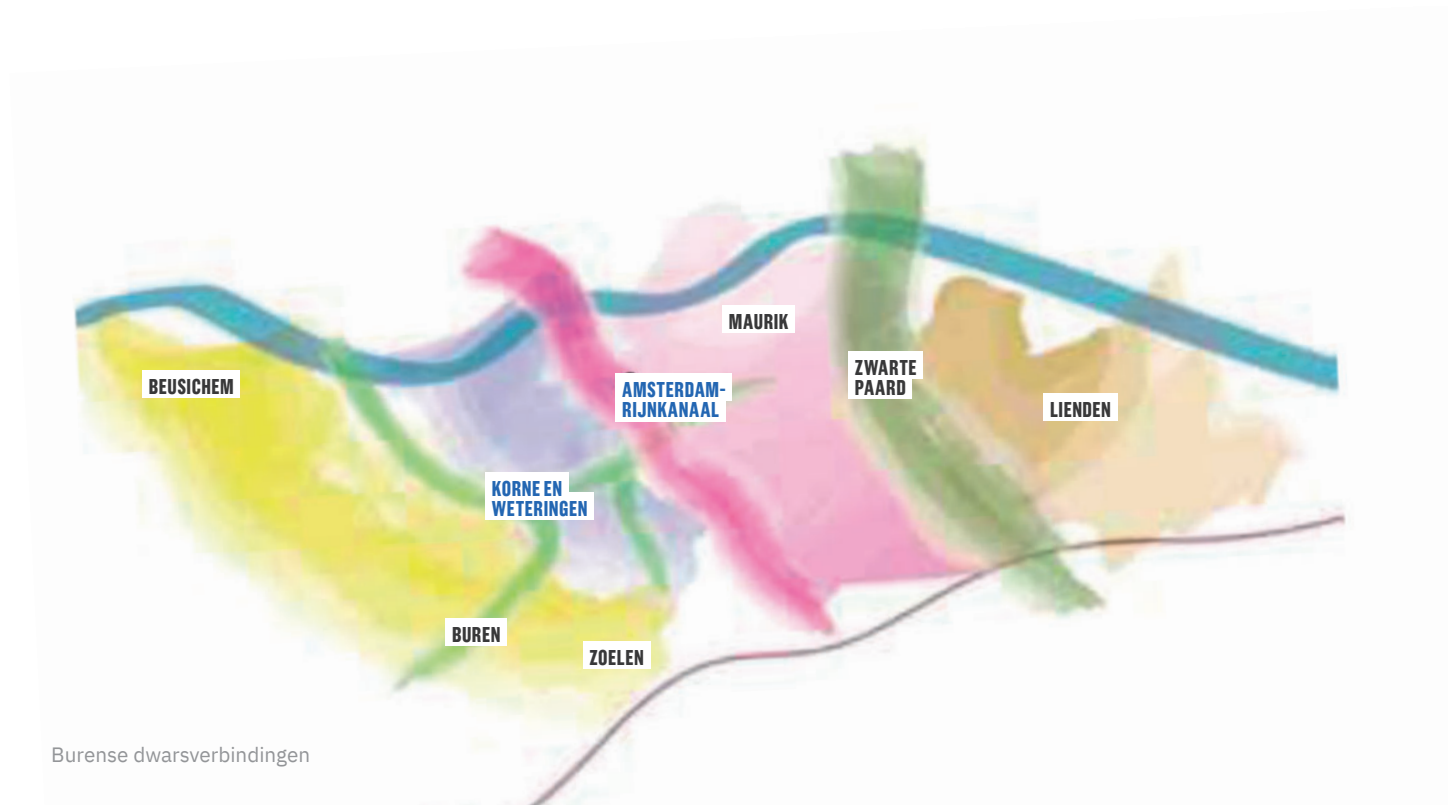 MAURIK
ZWARTE
PAARD
BEUSICHEM
AMSTERDAM-
RIJNKANAAL
LIENDEN
KORNE EN
WETERINGEN
BUREN
ZOELEN
Burense dwarsverbindingen